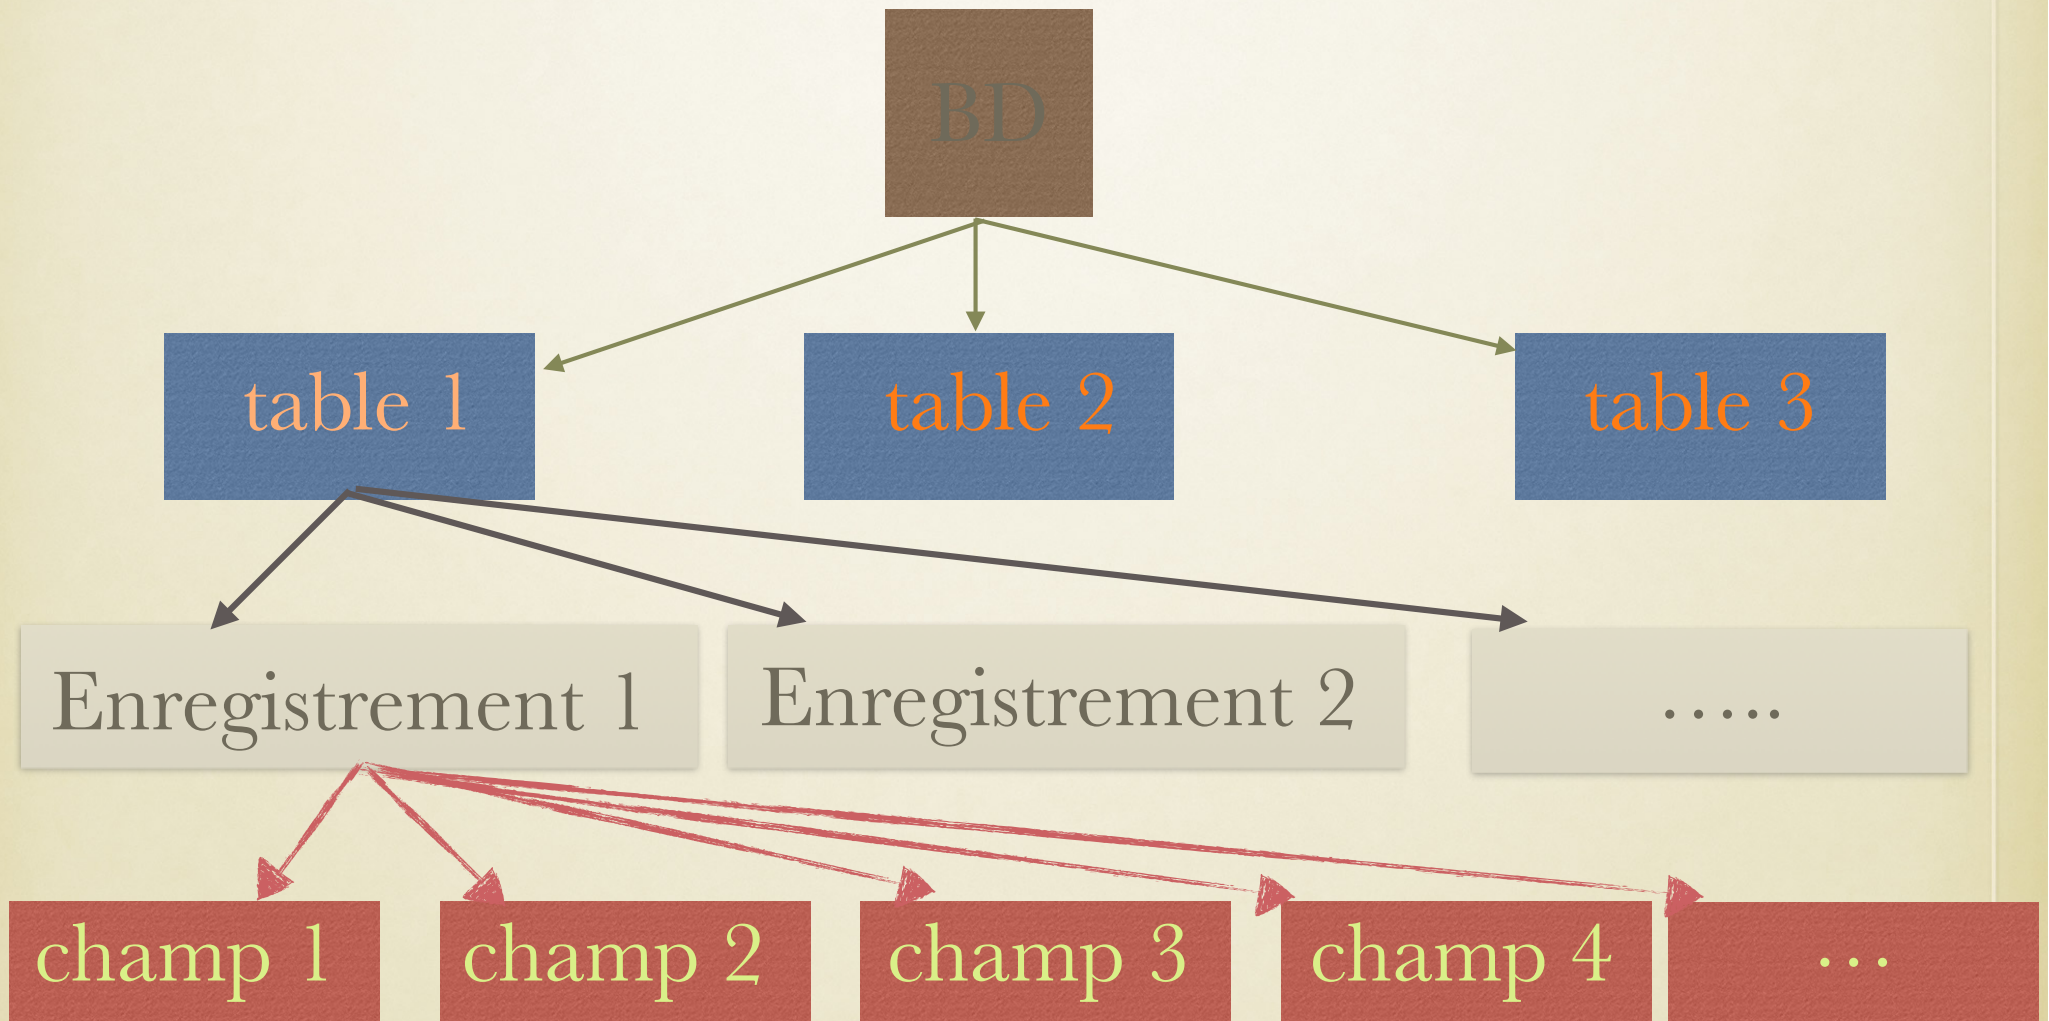 BD
table 1
table 2
table 3
Enregistrement 1
Enregistrement 2
.....
champ 1
champ 2
champ 3
champ 4
...